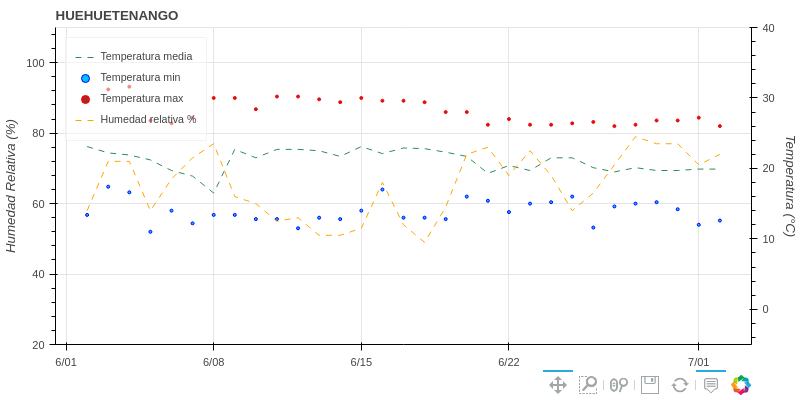 HUEHUETENANGO
Temperatura media
Temperatura min
Temperatura max
Humedad relativa %
Humedad Relativa (%)
100
80
60
40
20
40
30
20
10
0
Temperatura (°C)
6/01
6/08
6/15
6/22
7/01